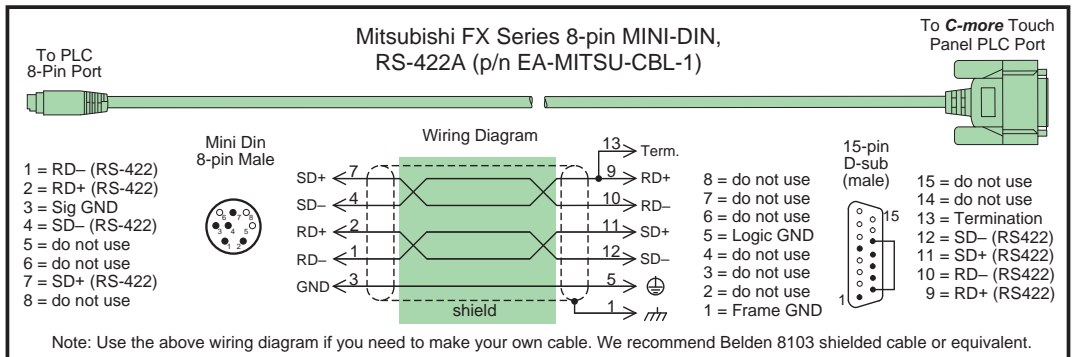 Mitsubishi FX Series 8-pin MINI-DIN,
RS-422A (p/n EA-MITSU-CBL-1)
To PLC
8-Pin Port
To C-more Touch
Panel PLC Port
Mini Din
8-pin Male
1 = RD– (RS-422)
2 = RD+ (RS-422)
3 = Sig GND
4 = SD– (RS-422)
5 = do not use
6 = do not use
7 = SD+ (RS-422)
8 = do not use
6 7 8
3 4 5
1 2
Wiring Diagram
13 Term.
SD+ 7 9 RD+
SD– 4 10 RD–
RD+ 2 11 SD+
RD– 1 12 SD–
GND 3 5
shield 1
8 = do not use
7 = do not use
6 = do not use
5 = Logic GND
4 = do not use
3 = do not use
2 = do not use
1 = Frame GND
15-pin
D-sub
(male)
15
1
15 = do not use
14 = do not use
13 = Termination
12 = SD– (RS422)
11 = SD+ (RS422)
10 = RD– (RS422)
9 = RD+ (RS422)
Note: Use the above wiring diagram if you need to make your own cable. We recommend Belden 8103 shielded cable or equivalent.